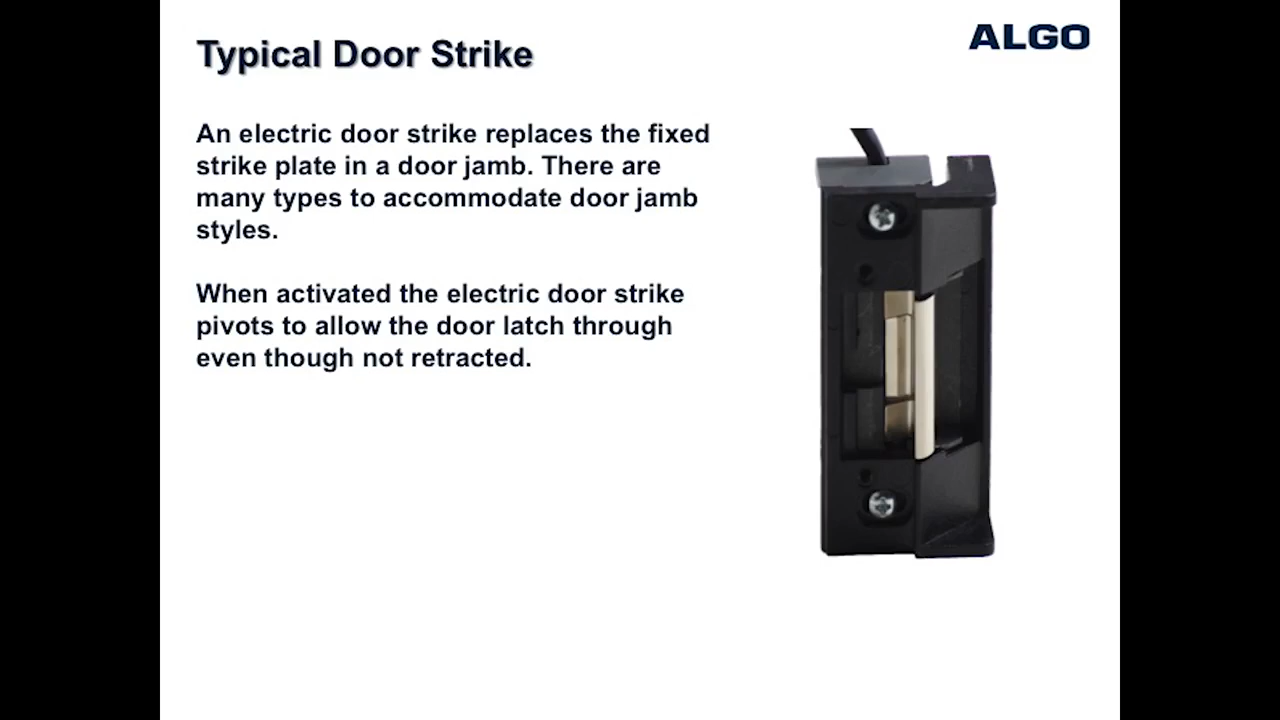 Typical Door Strike
ALGO
An electric door strike replaces the fixed
strike plate in a door jamb. There are
many types to accommodate door jamb
styles.
When activated the electric door strike
pivots to allow the door latch through
even though not retracted.